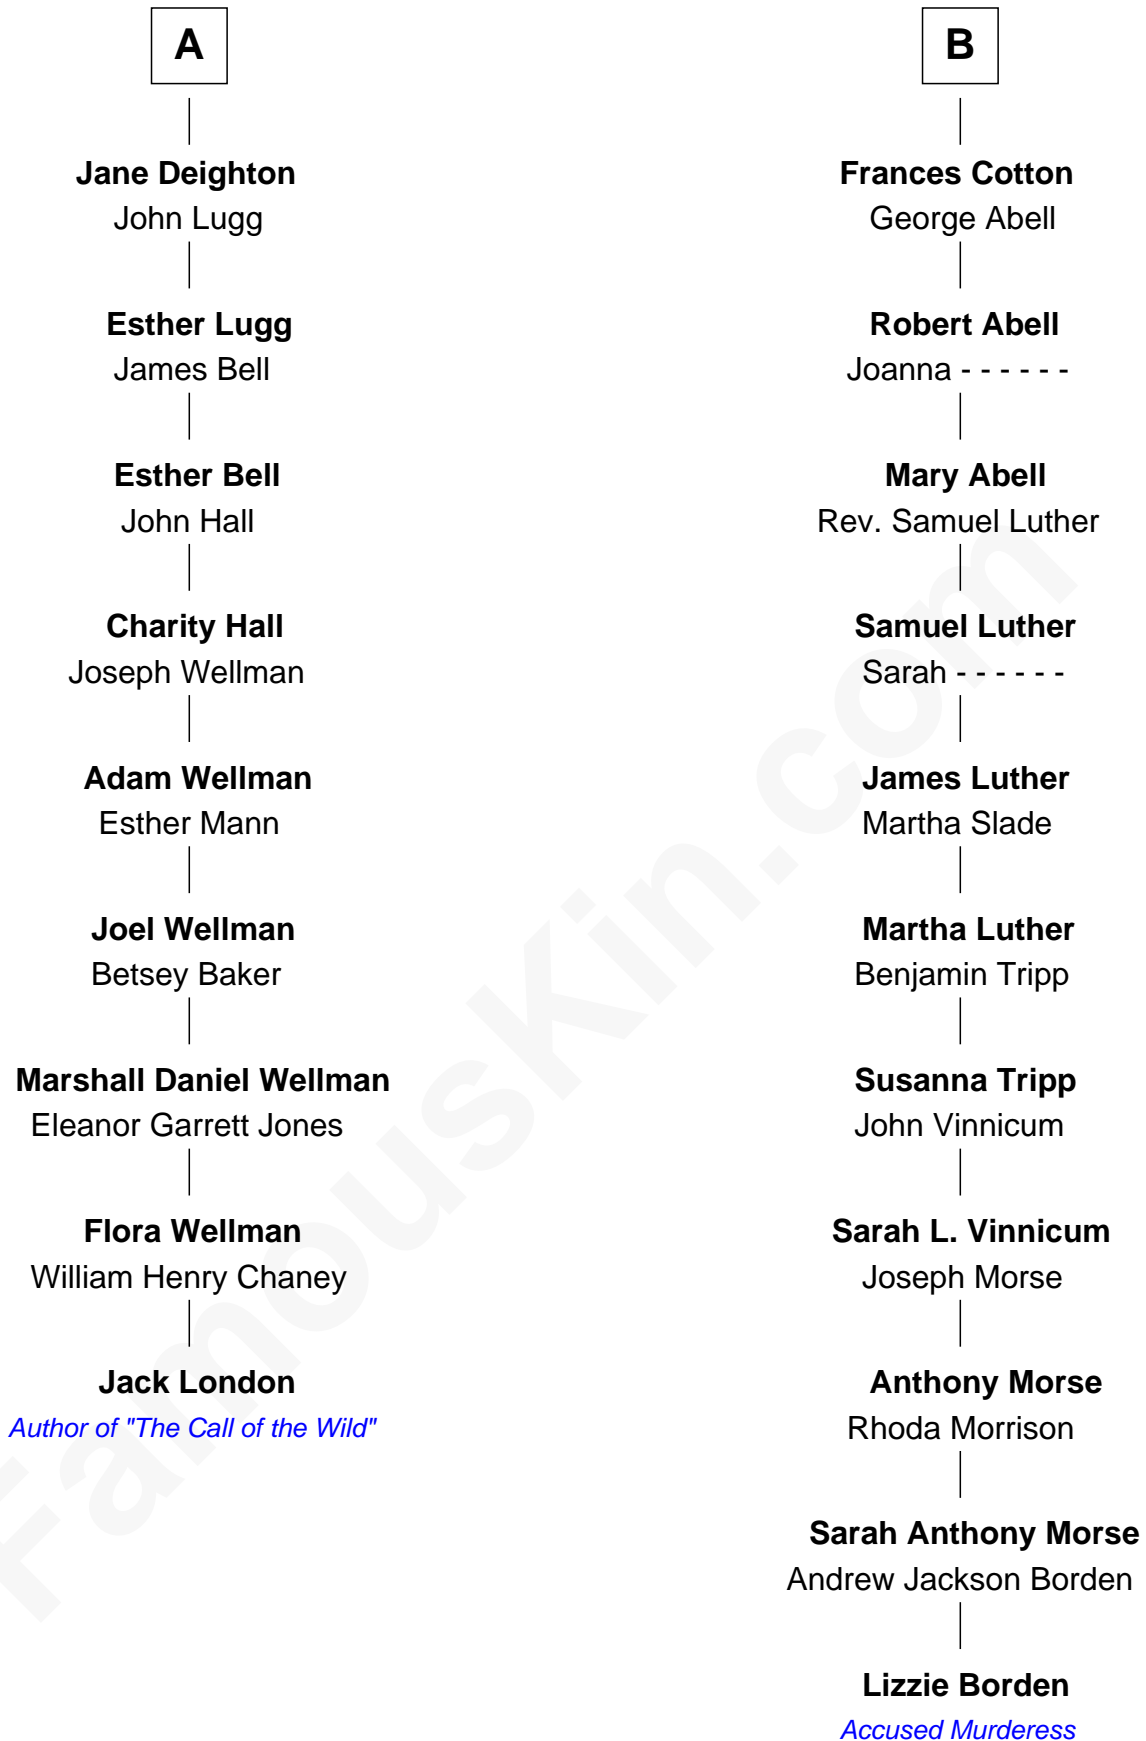 A
Jane Deighton
John Lugg
Esther Lugg
James Bell
Esther Bell
John Hall
Charity Hall
Joseph Wellman
Adam Wellman
Esther Mann
Joel Wellman
Betsey Baker
Marshall Daniel Wellman
Eleanor Garrett Jones
Flora Wellman
William Henry Chaney
Jack London
Author of "The Call of the Wild"
B
Frances Cotton
George Abell
Robert Abell
Joanna - - - - - -
Mary Abell
Rev. Samuel Luther
Samuel Luther
Sarah - - - - - -
James Luther
Martha Slade
Martha Luther
Benjamin Tripp
Susanna Tripp
John Vinnicum
Sarah L. Vinnicum
Joseph Morse
Anthony Morse
Rhoda Morrison
Sarah Anthony Morse
Andrew Jackson Borden
Lizzie Borden
Accused Murderess
FamousKin.com